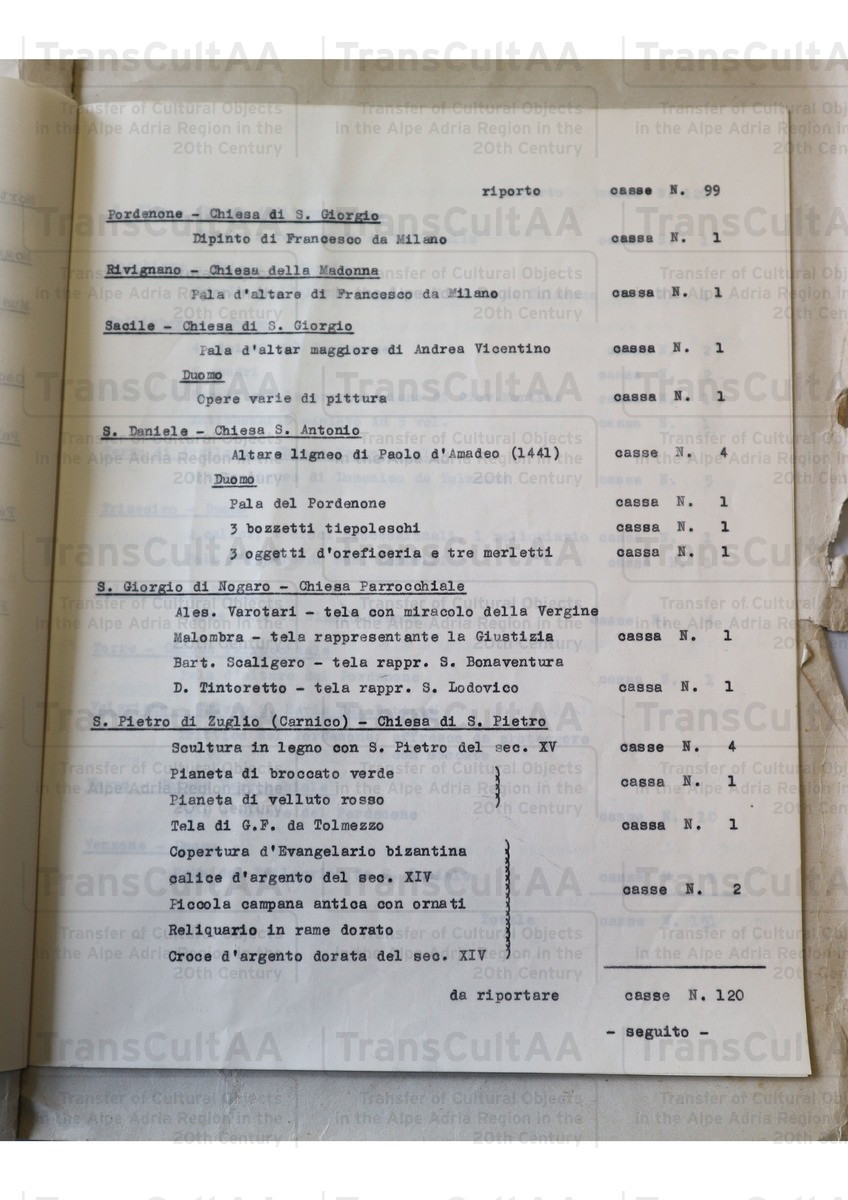 riporto casse N. 99
Pordenone - Chiesa di S. Giorgio
Dipinto di Francesco da Milano cassa N. 1
Rivignano - Chiesa della Madonna
Pala d'altare di Francesco da Milano cassa N. 1
Sacile - Chiesa di S. Giorgio
Pala d'altar maggiore di Andrea Vicentino cassa N. 1
Duomo
Opere varie di pittura cassa N. 1
S. Daniele - Chiesa S. Antonio
Altare ligneo di Paolo d'Amadeo (1441) casse N. 4
Duomo
Pala del Pordenone cassa N. 1
3 bozzetti tiepoleschi cassa N. 1
3 oggetti d'oreficeria e tre merletti cassa N. 1
S. Giorgio di Nogaro - Chiesa Parrocchiale
Ales. Varotari - tela con miracolo della Vergine
Malombra - tela rappresentante la Giustizia cassa N. 1
Bart. Scaligero - tela rappr. S. Bonaventura
D. Tintoretto - tela rappr. S. Lodovico cassa N. 1
S. Pietro di Zuglio (Carnico) - Chiesa di S. Pietro
Scultura in legno con S. Pietro del sec. XV casse N. 4
Pianeta di broccato verde
cassa N. 1
Pianeta di velluto rosso
Tela di G.F. da Tolmezzo cassa N. 1
Copertura d'Evangelario bizantina
calice d'argento del sec. XIV
casse N. 2
Piccola campana antica con ornati
Reliquario in rame dorato
Croce d'argento dorata del sec. XIV
da riportare casse N. 120
- seguito -
TransCultAA
Transfer of Cultural Objects
in the Alpe Adria Region in the
20th Century